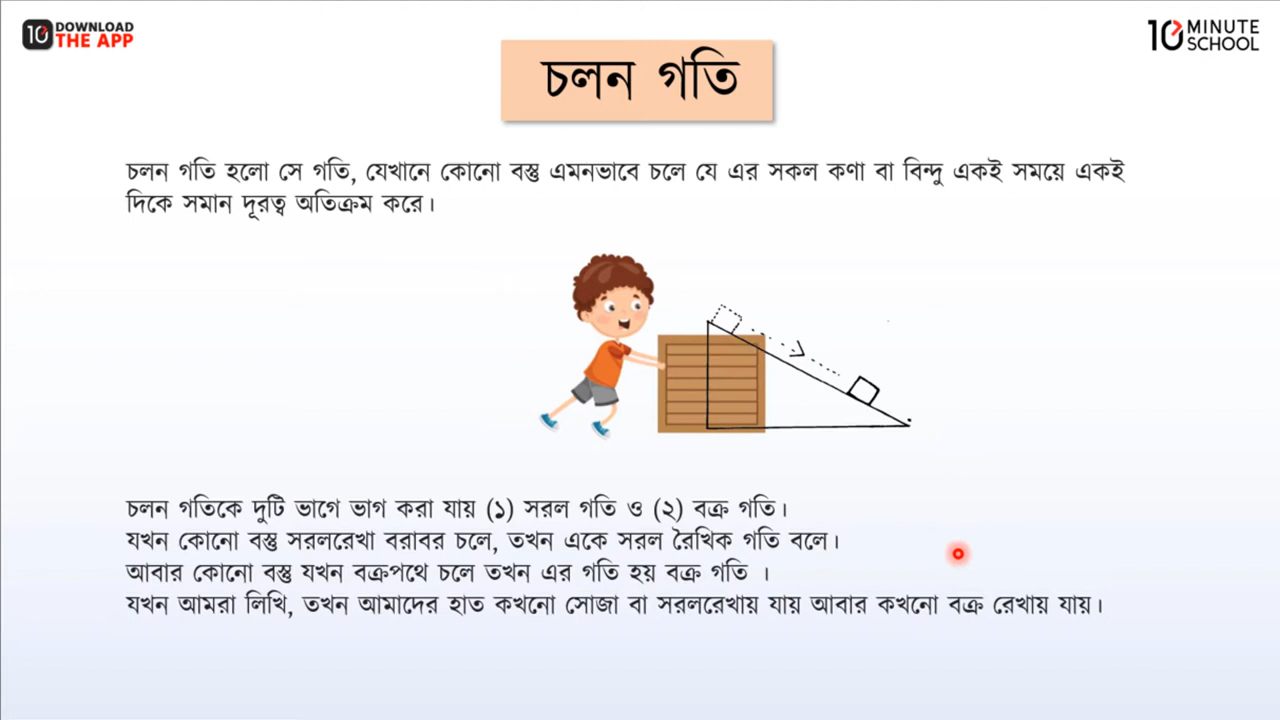 DOWNLOAD
THE APP
10 MINUTE
SCHOOL
চলন গতি
চলন গতি হলো সে গতি, যেখানে কোনো বস্তু এমনভাবে চলে যে এর সকল কণা বা বিন্দু একই সময়ে একই
দিকে সমান দূরত্ব অতিক্রম করে।
চলন গতিকে দুটি ভাগে ভাগ করা যায় (১) সরল গতি ও (২) বক্র গতি।
যখন কোনো বস্তু সরলরেখা বরাবর চলে, তখন একে সরল রৈখিক গতি বলে।
আবার কোনো বস্তু যখন বক্রপথে চলে তখন এর গতি হয় বক্র গতি ।
যখন আমরা লিখি, তখন আমাদের হাত কখনো সোজা বা সরলরেখায় যায় আবার কখনো বক্র রেখায় যায়।